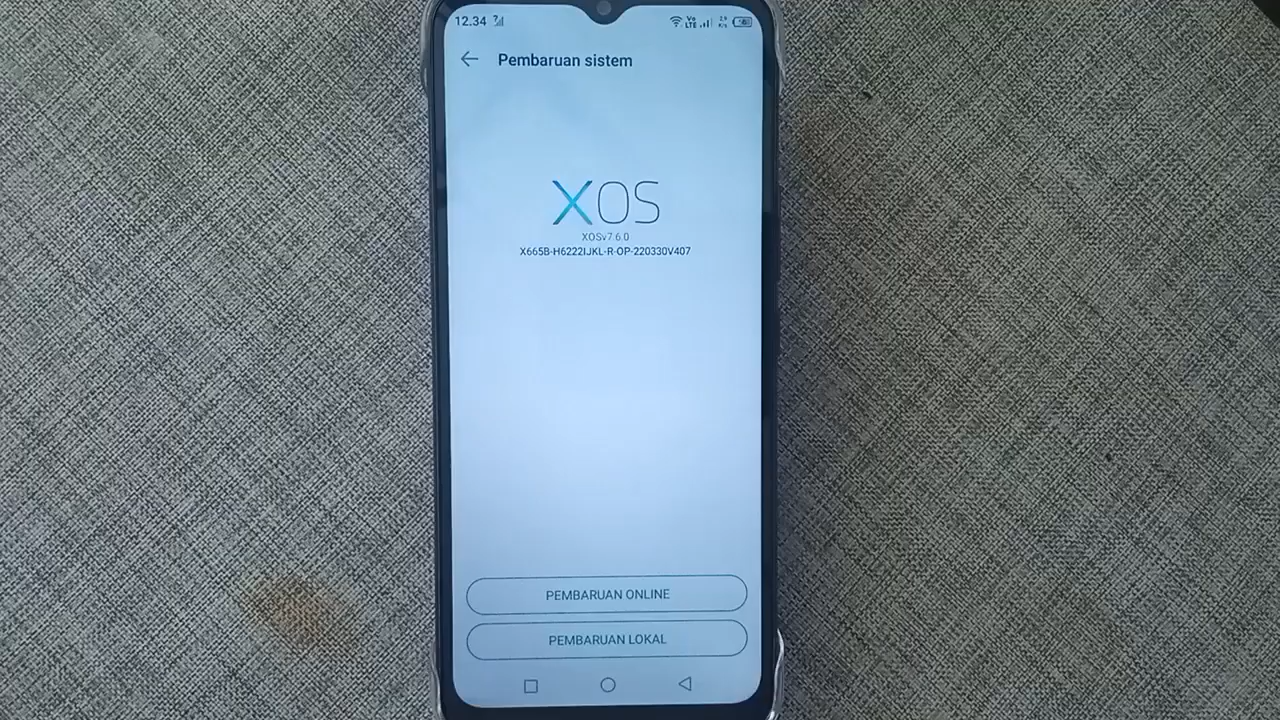 12.34
Pembaruan sistem
XOS
XOSv7.6.0
X665B-H6222IJKL-R-OP-220330V407
PEMBARUAN ONLINE
PEMBARUAN LOKAL